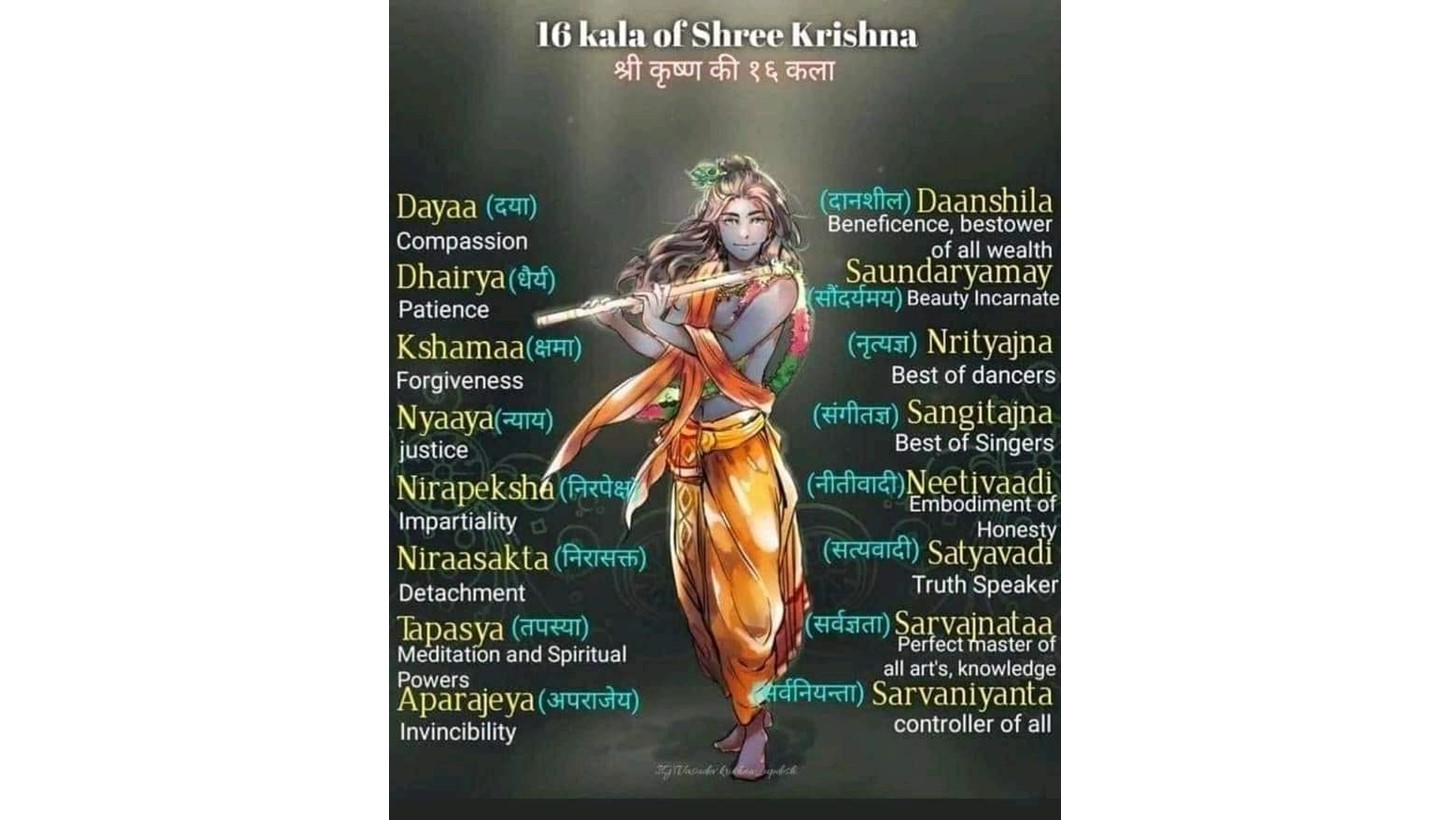 16 kala of Shree Krishna
श्री कृष्ण की १६ कला
Dayaa (दया)
Compassion
Dhairya(धैर्य)
Patience
Kshamaa(क्षमा)
Forgiveness
Nyaaya(न्याय)
justice
Nirapeksha (निरपेक्ष)
Impartiality
Niraasakta (निरासक्त)
Detachment
Tapasya (तपस्या)
Meditation and Spiritual
Powers
Aparajeya(अपराजेय)
Invincibility
(दानशील) Daanshila
Beneficence, bestower
of all wealth
Saundaryamay
(सौंदर्यमय) Beauty Incarnate
(नृत्यज्ञ) Nrityajna
Best of dancers
(संगीतज्ञ) Sangitajna
Best of Singers
(नीतीवादी)Neetivaadi
Embodiment of
Honesty
(सत्यवादी) Satyavadi
Truth Speaker
(सर्वज्ञता) Sarvajnataa
Perfect master of
all art's, knowledge
(सर्वनियन्ता) Sarvaniyanta
controller of all